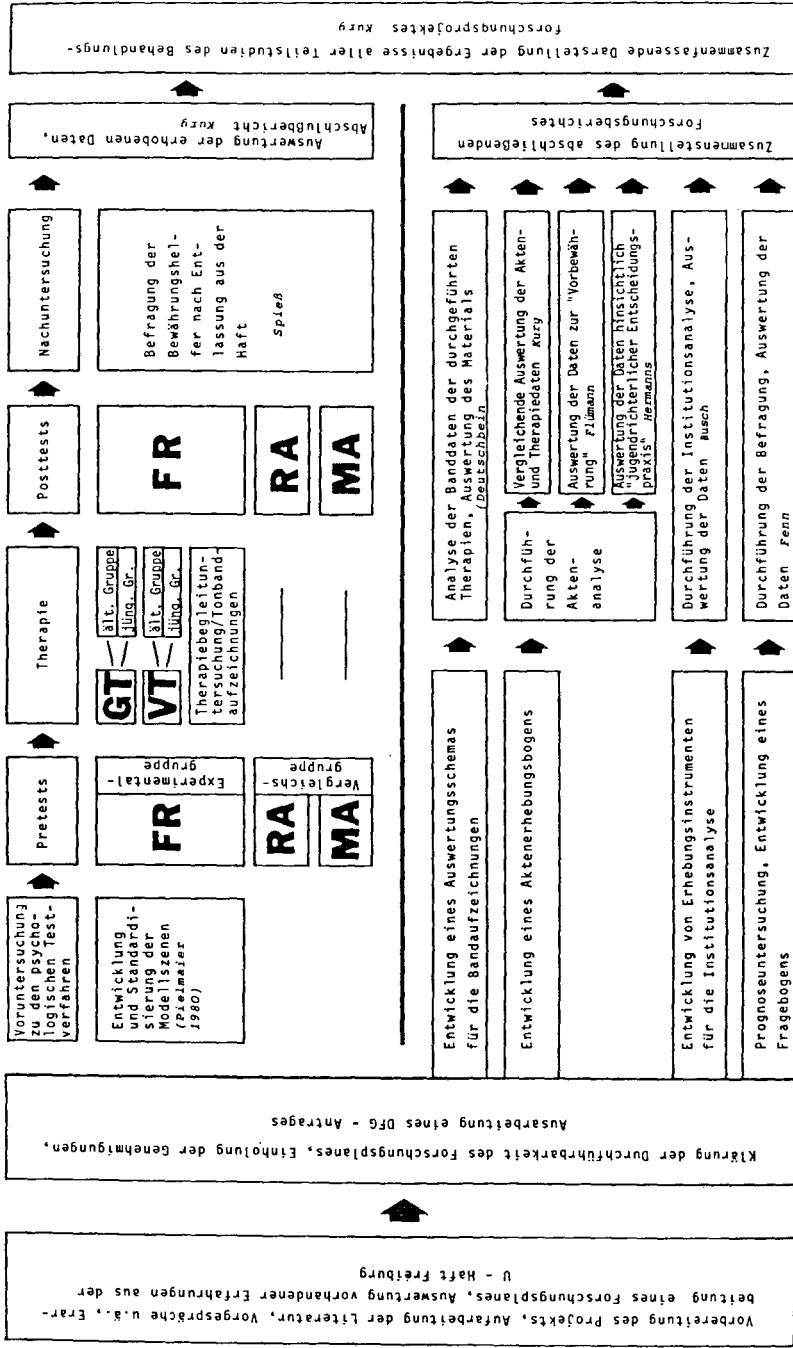 Vorbereitung des Projekts, Aufarbeitung der Literatur, Vorgespräche u.ä., Erar-
beitung eines Forschungsplanes, Auswertung vorhandener Erfahrungen aus der
U - Haft Freiburg
Klärung der Durchführbarkeit des Forschungsplanes, Einholung der Genehmigungen,
Ausarbeitung eines DFG - Antrages
Voruntersuchung
zu den psycho-
logischen Test-
verfahren
Pretests
Therapie
Posttests
Nachuntersuchung
Auswertung der erhobenen Daten,
Abschlußbericht Kury
Entwicklung
und Standardi-
sierung der
Modellszenen
(Pielmaier
1980)
FR
Experimental-
gruppe
RA
MA
Vergleichs-
gruppe
GT
ält. Gruppe
jüng. Gr.
VT
ält. Gruppe
jüng. Gr.
Therapiebegleitun-
tersuchung/Tonband-
aufzeichnungen
FR
RA
MA
Befragung der
Bewährungshel-
fer nach Ent-
lassung aus der
Haft
Spieß
Entwicklung eines Auswertungsschemas
für die Bandaufzeichnungen
Analyse der Banddaten der durchgeführten
Therapien, Auswertung des Materials
(Deutschbein)
Entwicklung eines Aktenerhebungsbogens
Durchfüh-
rung der
Akten-
analyse
Vergleichende Auswertung der Akten-
und Therapiedaten Kury
Auswertung der Daten zur "Vorbewäh-
rung" Flümann
Auswertung der Daten hinsichtlich
"jugendrichterlicher Entscheidungs-
praxis" Hermanns
Entwicklung von Erhebungsinstrumenten
für die Institutionsanalyse
Durchführung der Institutionsanalyse, Aus-
wertung der Daten Busch
Prognoseuntersuchung, Entwicklung eines
Fragebogens
Durchführung der Befragung, Auswertung der
Daten Fenn
Zusammenstellung des abschließenden
Forschungsberichtes
Zusammenfassende Darstellung der Ergebnisse aller Teilstudien des Behandlungs-
forschungsprojektes Kury